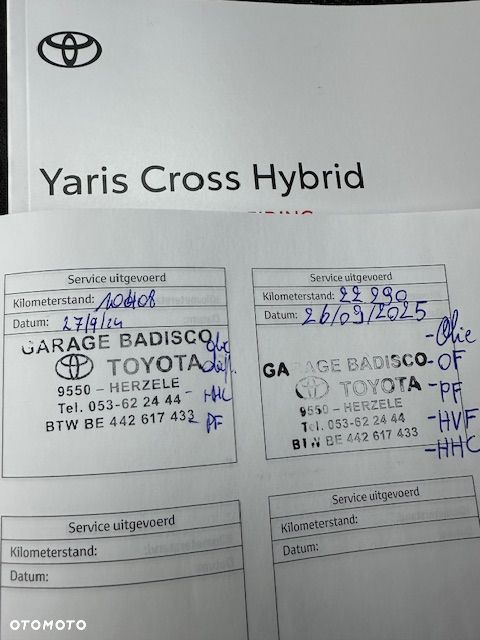 Yaris Cross Hybrid
Service uitgevoerd
Kilometerstand: 10408
Datum: 27/9/24
GARAGE BADISCO
TOYOTA
9550 - HERZELE
Tel. 053-62 24 44
BTW BE 442 617 433
- HHC
- PF
Service uitgevoerd
Kilometerstand: 22 290
Datum: 26/09/2025
GARAGE BADISCO
TOYOTA
9550 - HERZELE
Tel. 053-62 24 44
BTW BE 442 617 433
- Olie
- OF
- PF
- HVF
- HHC
Service uitgevoerd
Kilometerstand:
Datum:
Service uitgevoerd
Kilometerstand:
Datum:
OTOMOTO